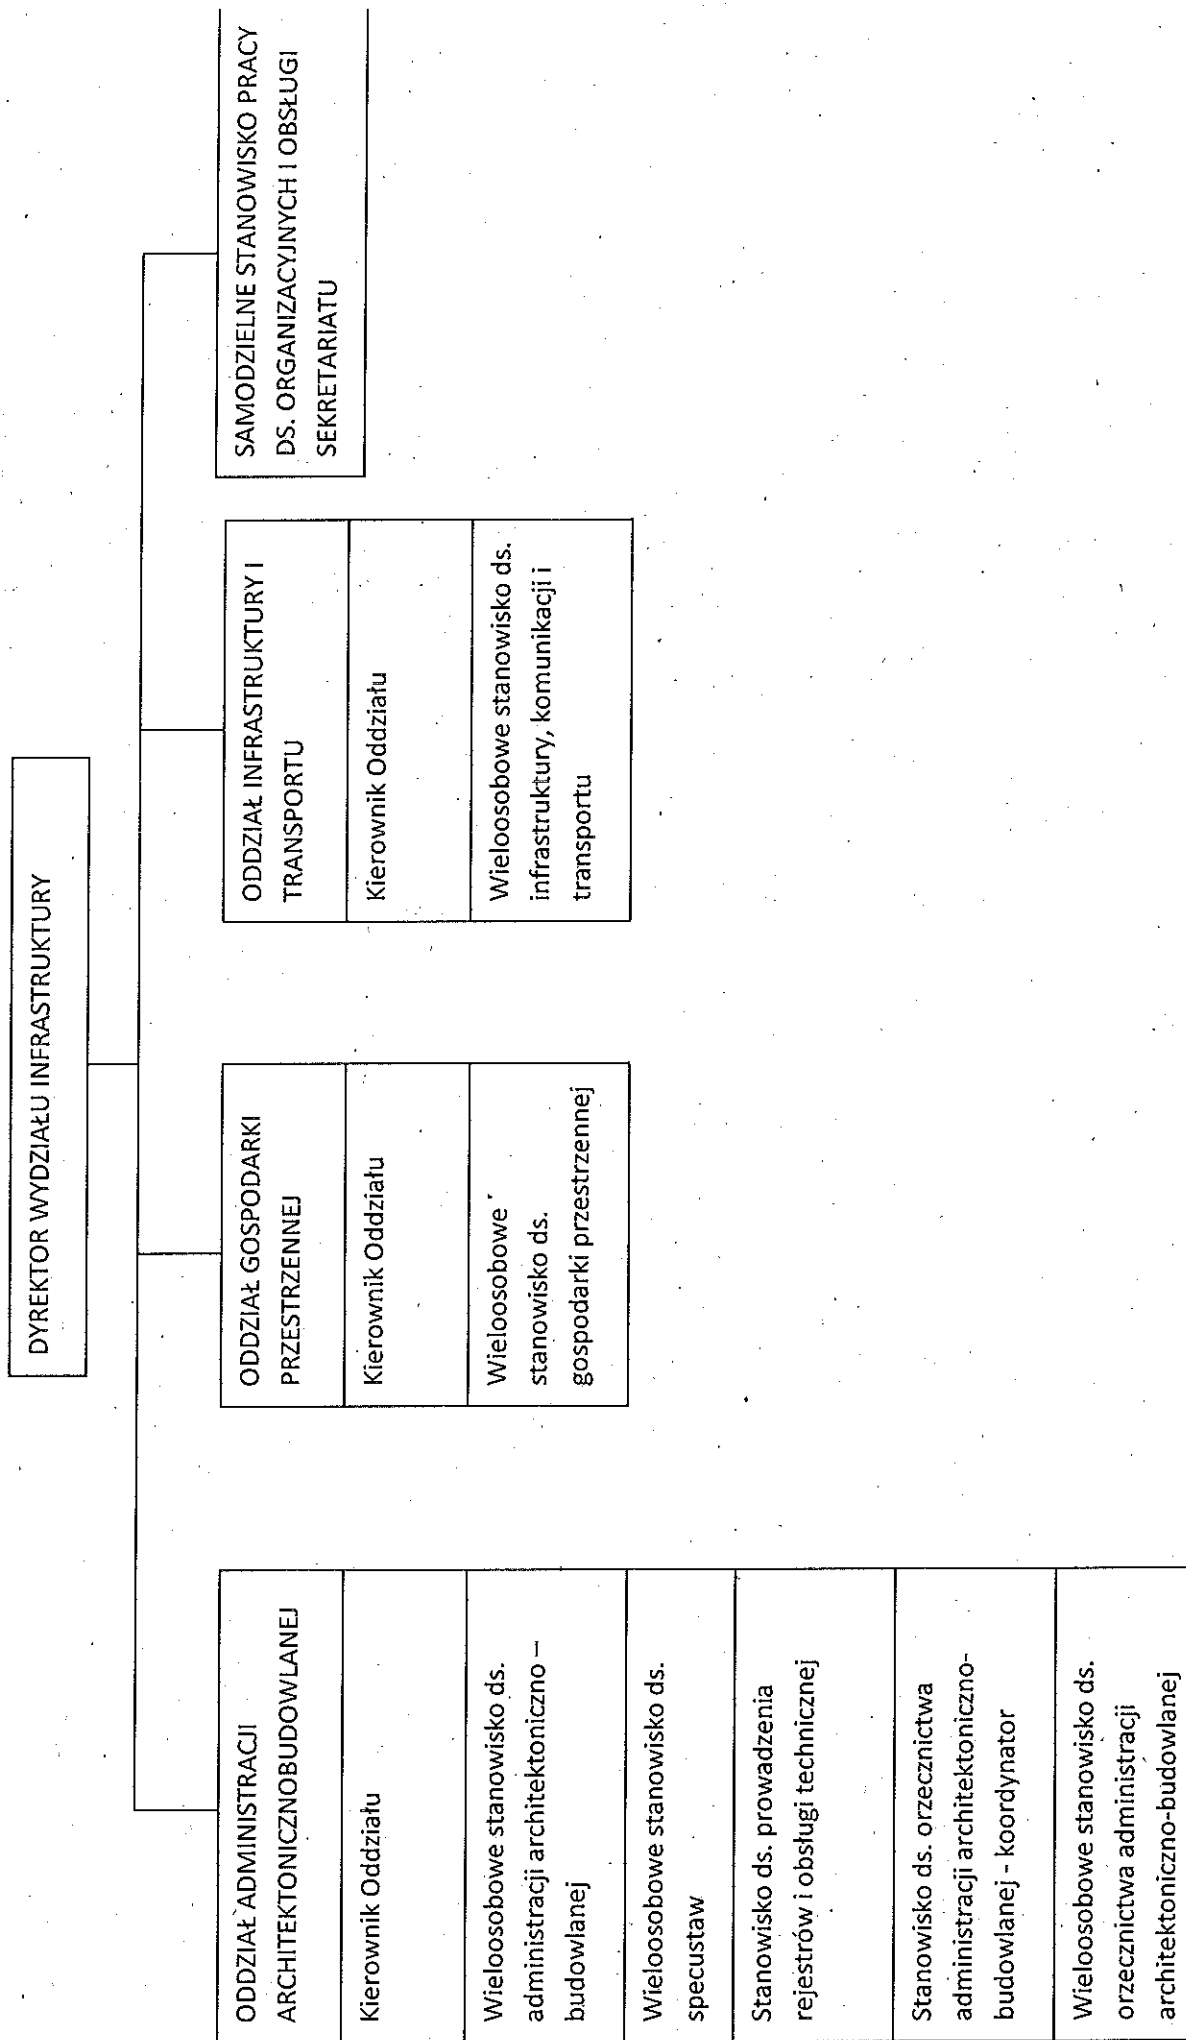 DYREKTOR WYDZIAŁU INFRASTRUKTURY
ODDZIAŁ ADMINISTRACJI
ARCHITEKTONICZNOBUDOWLANEJ
Kierownik Oddziału
Wieloosobowe stanowisko ds.
administracji architektoniczno –
budowlanej
Wieloosobowe stanowisko ds.
specustaw
Stanowisko ds. prowadzenia
rejestrów i obsługi technicznej
Stanowisko ds. orzecznictwa
administracji architektoniczno-
budowlanej - koordynator
Wieloosobowe stanowisko ds.
orzecznictwa administracji
architektoniczno-budowlanej
ODDZIAŁ GOSPODARKI
PRZESTRZENNEJ
Kierownik Oddziału
Wieloosobowe
stanowisko ds.
gospodarki przestrzennej
ODDZIAŁ INFRASTRUKTURY I
TRANSPORTU
Kierownik Oddziału
Wieloosobowe stanowisko ds.
infrastruktury, komunikacji i
transportu
SAMODZIELNE STANOWISKO PRACY
DS. ORGANIZACYJNYCH I OBSŁUGI
SEKRETARIATU